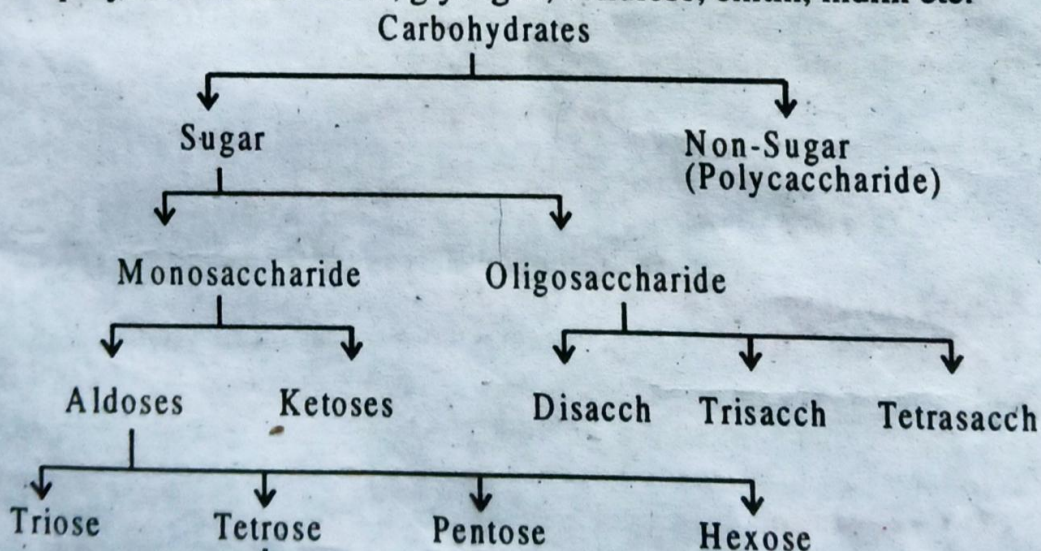 Carbohydrates
Sugar
Non-Sugar
(Polycaccharide)
Monosaccharide
Oligosaccharide
Aldoses
Ketoses
Disacch
Trisacch
Tetrasacch
Triose
Tetrose
Pentose
Hexose